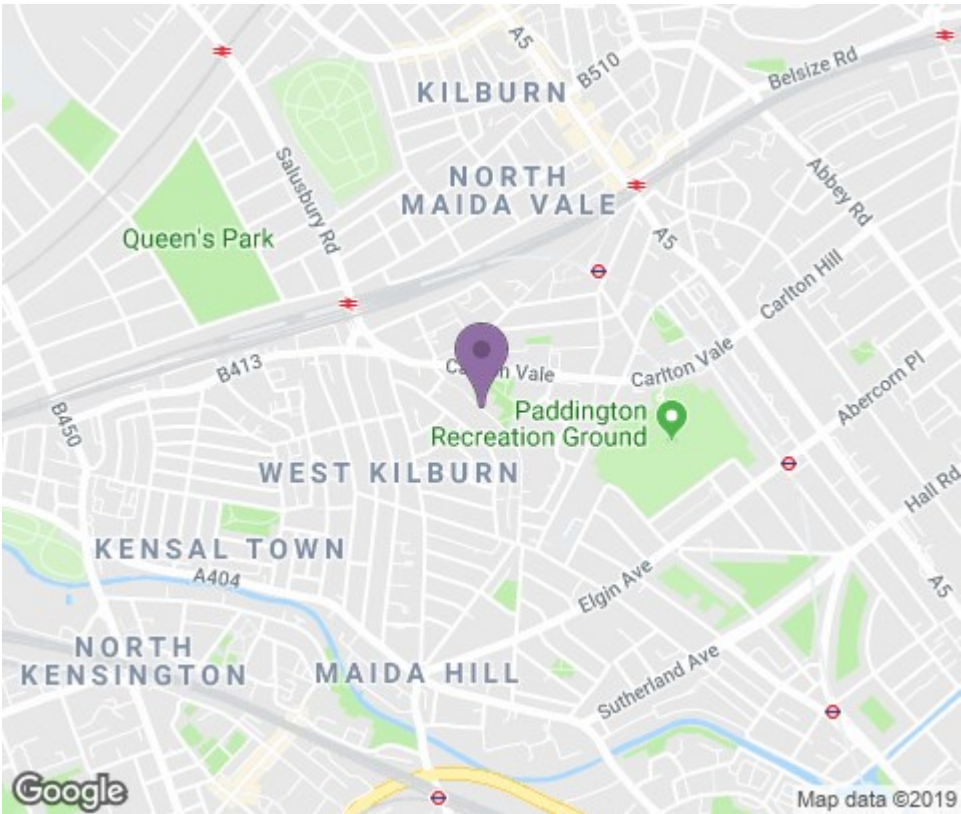 A5
B510
Belsize Rd
KILBURN
Salusbury Rd
NORTH
MAIDA VALE
Abbey Rd
A5
Queen's Park
Carlton Hill
B413
Vale
Carlton Vale
Abercorn Pl
B450
Paddington
Recreation Ground
WEST KILBURN
Hall Rd
KENSAL TOWN
A404
Elgin Ave
A5
NORTH
KENSINGTON
MAIDA HILL
Sutherland Ave
Google
Map data ©2019